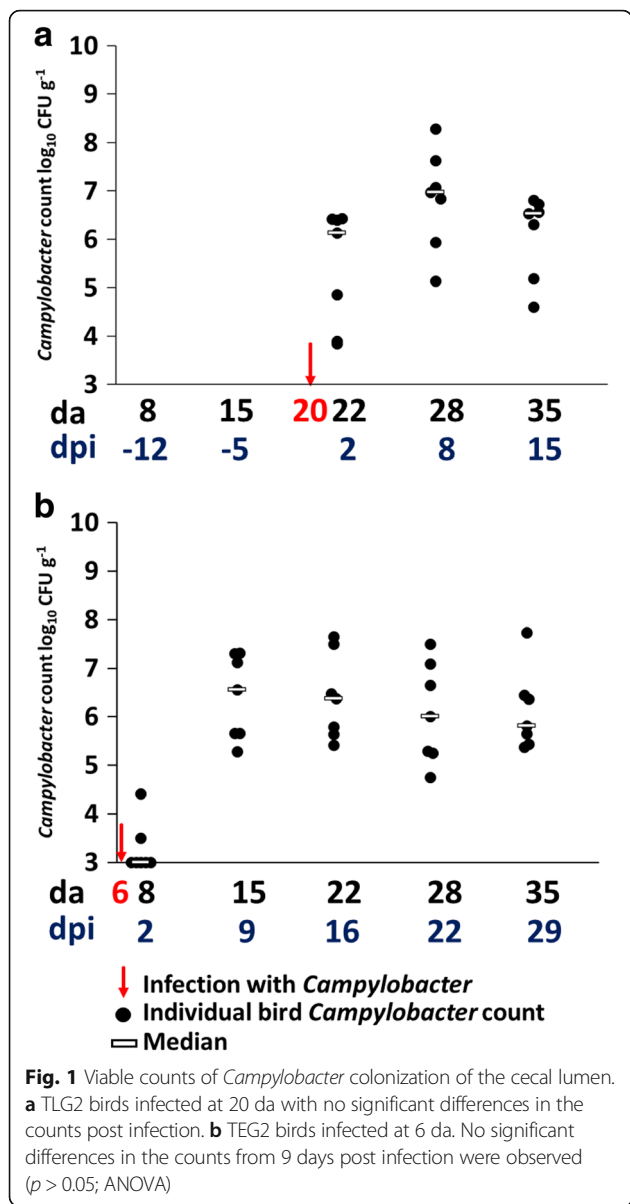 a
10
9
8
7
6
5
4
3
Campylobacter count log10 CFU g-1
da 8 15 20 22 28 35
dpi -12 -5 2 8 15
b
10
9
8
7
6
5
4
3
Campylobacter count log10 CFU g-1
da 6 8 15 22 28 35
dpi 2 9 16 22 29
Infection with Campylobacter
Individual bird Campylobacter count
Median
Fig. 1 Viable counts of Campylobacter colonization of the cecal lumen.
a TLG2 birds infected at 20 da with no significant differences in the
counts post infection. b TEG2 birds infected at 6 da. No significant
differences in the counts from 9 days post infection were observed
(p > 0.05; ANOVA)